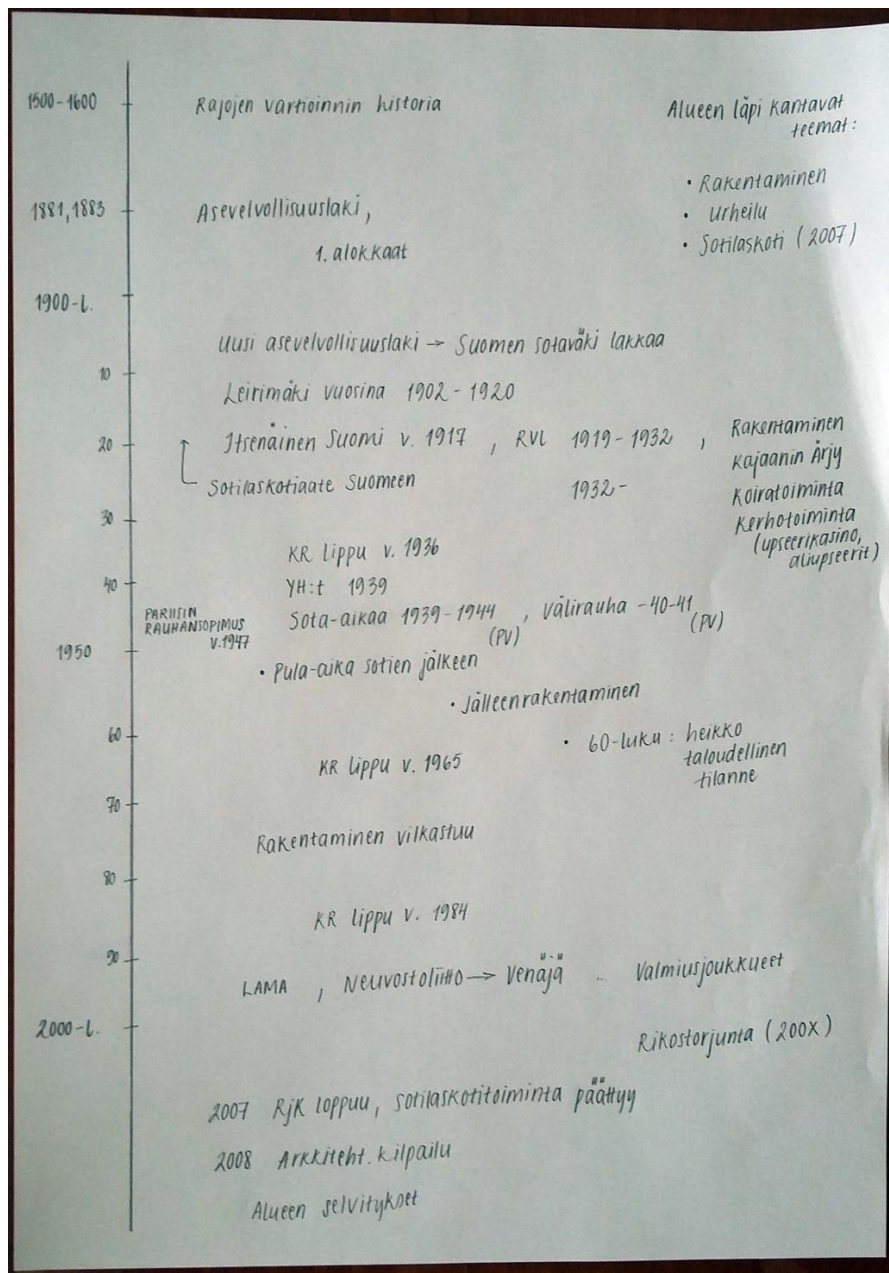 1500-1600
Rajojen vartioinnin historia
Alueen läpi kantavat
teemat:
• Rakentaminen
• Urheilu
• Sotilaskoti (2007)
1881, 1883
Asevelvollisuuslaki,
1. alokkaat
1900-l.
Uusi asevelvollisuuslaki → Suomen sotaväki lakkaa
10
Leirimäki vuosina 1902-1920
20
Itsenäinen Suomi v. 1917 , RVL 1919-1932 ,
Sotilaskotiaate Suomeen
1932-
Rakentaminen
Kajaanin Ärjy
Koiratoiminta
Kerhotoiminta
(upseerikasino,
aliupseerit)
30
KR lippu v. 1936
40
YH:t 1939
PARIISIN
RAUHANSOPIMUS
V.1947
Sota-aikaa 1939-1944 , Välirauha -40-41
(PV)
(PV)
1950
• Pula-aika sotien jälkeen
• Jälleenrakentaminen
60
• 60-luku : heikko
taloudellinen
tilanne
KR lippu v. 1965
70
Rakentaminen vilkastuu
80
KR lippu v. 1984
90
LAMA , Neuvostoliitto → Venäjä .. Valmiusjoukkueet
2000-l.
Rikostorjunta (200X)
2007 RjK loppuu, sotilaskotitoiminta päättyy
2008 Arkkiteht. kilpailu
Alueen selvitykset